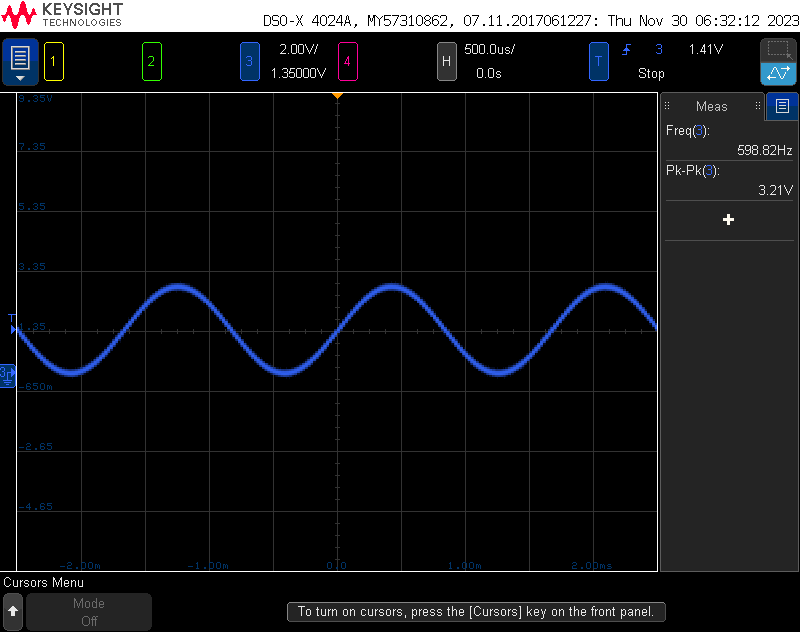 KEYSIGHT
TECHNOLOGIES
DSO-X 4024A, MY57310862, 07.11.2017061227: Thu Nov 30 06:32:12 2023
1
2
3
2.00V/
1.35000V
4
H
500.0us/
0.0s
T
3
1.41V
Stop
9.35V
7.35
5.35
3.35
T
1.35
3
-650m
-2.65
-4.65
-2.00m
-1.00m
0.0
1.00m
2.00ms
Meas
Freq(3):
598.82Hz
Pk-Pk(3):
3.21V
+
Cursors Menu
Mode
Off
To turn on cursors, press the [Cursors] key on the front panel.